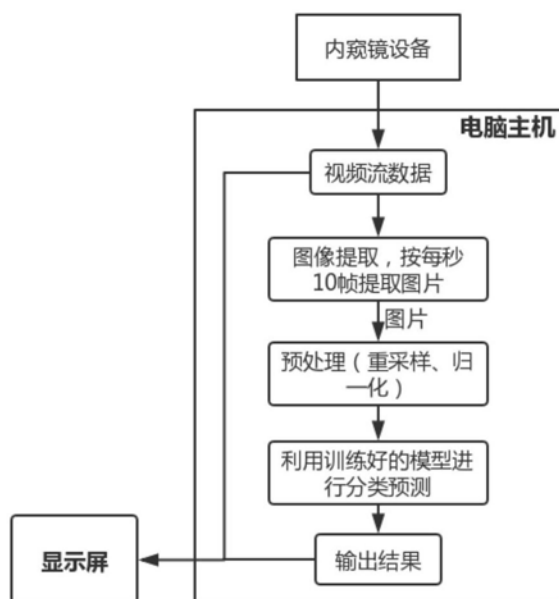 内窥镜设备
电脑主机
视频流数据
图像提取，按每秒
10帧提取图片
图片
预处理（重采样、归
一化）
利用训练好的模型进
行分类预测
显示屏
输出结果